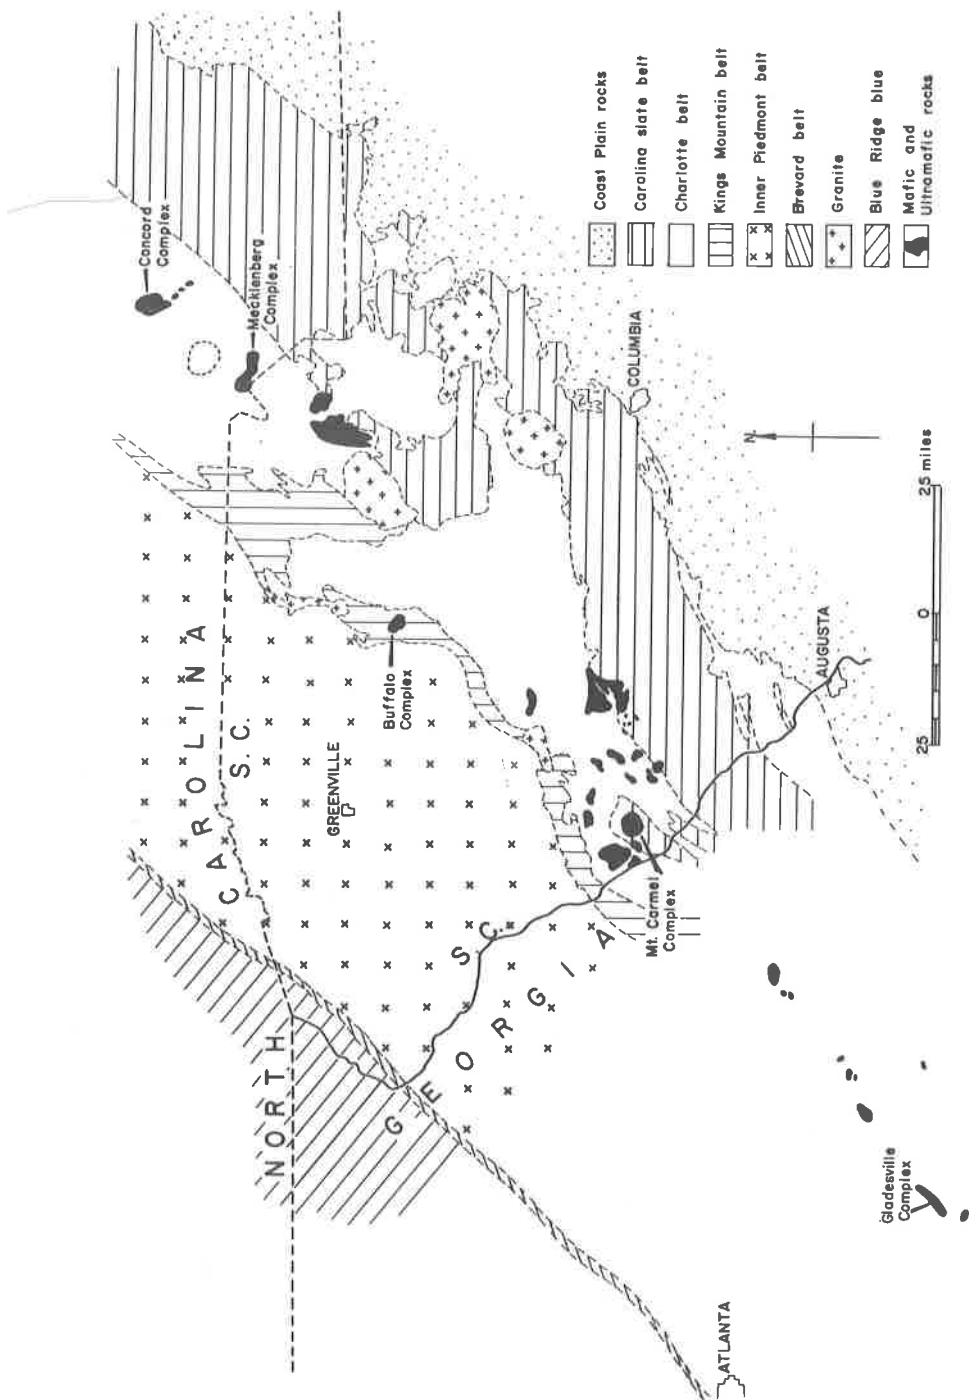 NORTH CAROLINA
S. C.
Concord
Complex
Mecklenberg
Complex
GREENVILLE
Buffalo
Complex
S. C.
GEORGIA
Mt. Carmel
Complex
COLUMBIA
AUGUSTA
ATLANTA
Gladesville
Complex
N.
25 0 25 miles
Coast Plain rocks
Carolina slate belt
Charlotte belt
Kings Mountain belt
Inner Piedmont belt
Brevard belt
Granite
Blue Ridge blue
Mafic and
Ultramafic rocks